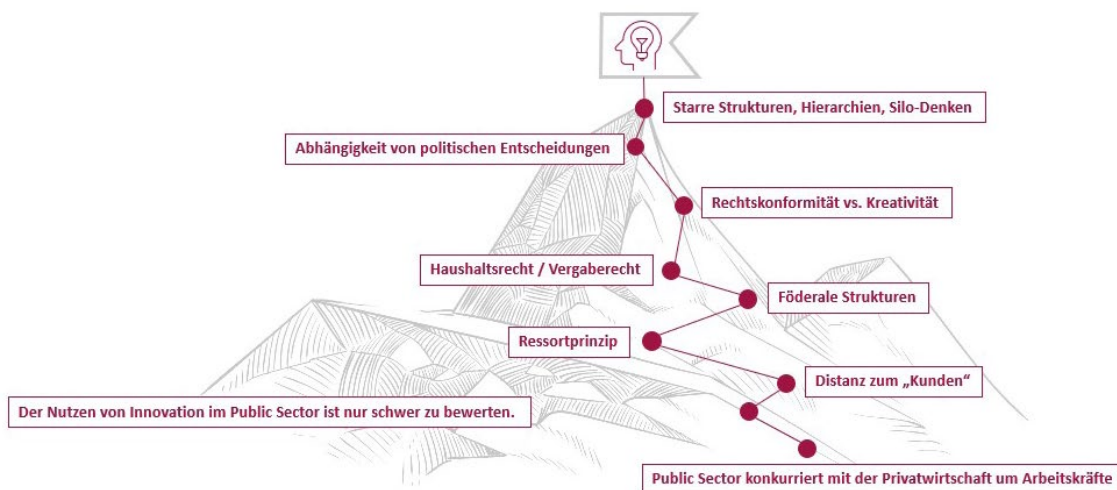 Starre Strukturen, Hierarchien, Silo-Denken
Abhängigkeit von politischen Entscheidungen
Rechtskonformität vs. Kreativität
Haushaltsrecht / Vergaberecht
Föderale Strukturen
Ressortprinzip
Distanz zum „Kunden“
Der Nutzen von Innovation im Public Sector ist nur schwer zu bewerten.
Public Sector konkurriert mit der Privatwirtschaft um Arbeitskräfte